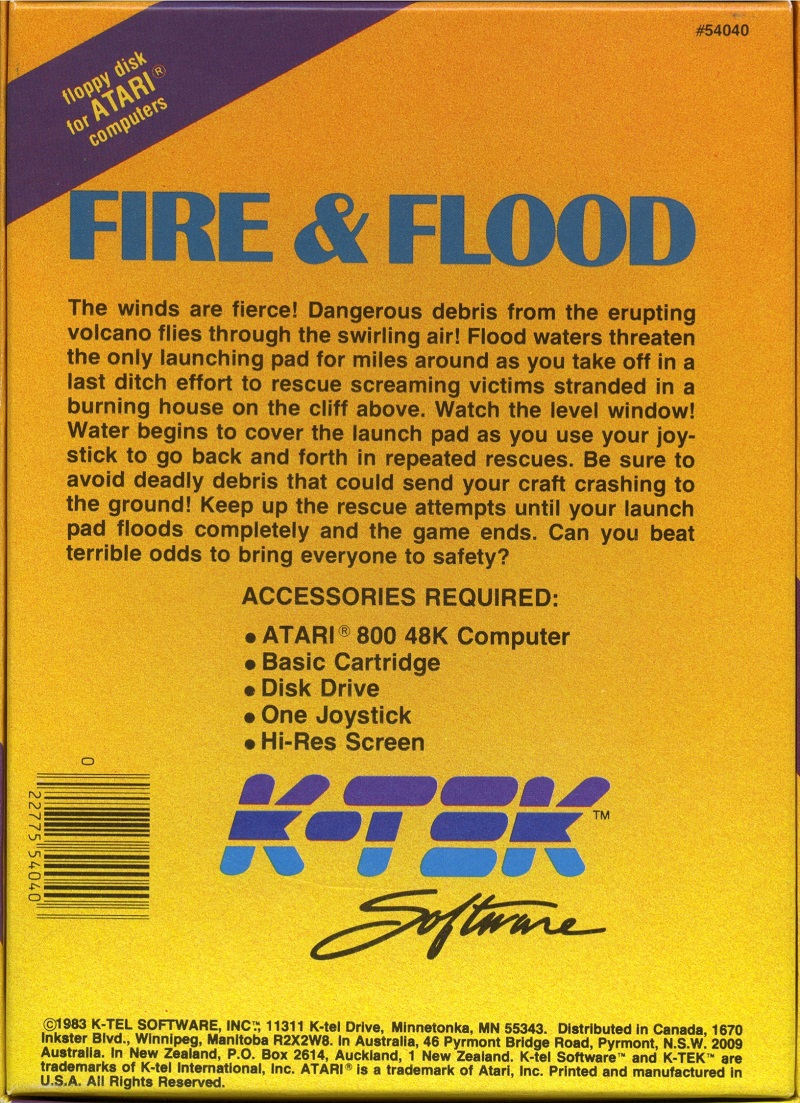 #54040
floppy disk
for ATARI®
computers
FIRE & FLOOD
The winds are fierce! Dangerous debris from the erupting
volcano flies through the swirling air! Flood waters threaten
the only launching pad for miles around as you take off in a
last ditch effort to rescue screaming victims stranded in a
burning house on the cliff above. Watch the level window!
Water begins to cover the launch pad as you use your joy-
stick to go back and forth in repeated rescues. Be sure to
avoid deadly debris that could send your craft crashing to
the ground! Keep up the rescue attempts until your launch
pad floods completely and the game ends. Can you beat
terrible odds to bring everyone to safety?
ACCESSORIES REQUIRED:
• ATARI® 800 48K Computer
• Basic Cartridge
• Disk Drive
• One Joystick
• Hi-Res Screen
0
22775 54040
K-TEK™
Software
©1983 K-TEL SOFTWARE, INC™; 11311 K-tel Drive, Minnetonka, MN 55343. Distributed in Canada, 1670
Inkster Blvd., Winnipeg, Manitoba R2X2W8. In Australia, 46 Pyrmont Bridge Road, Pyrmont, N.S.W. 2009
Australia. In New Zealand, P.O. Box 2614, Auckland, 1 New Zealand. K-tel Software™ and K-TEK™ are
trademarks of K-tel International, Inc. ATARI® is a trademark of Atari, Inc. Printed and manufactured in
U.S.A. All Rights Reserved.